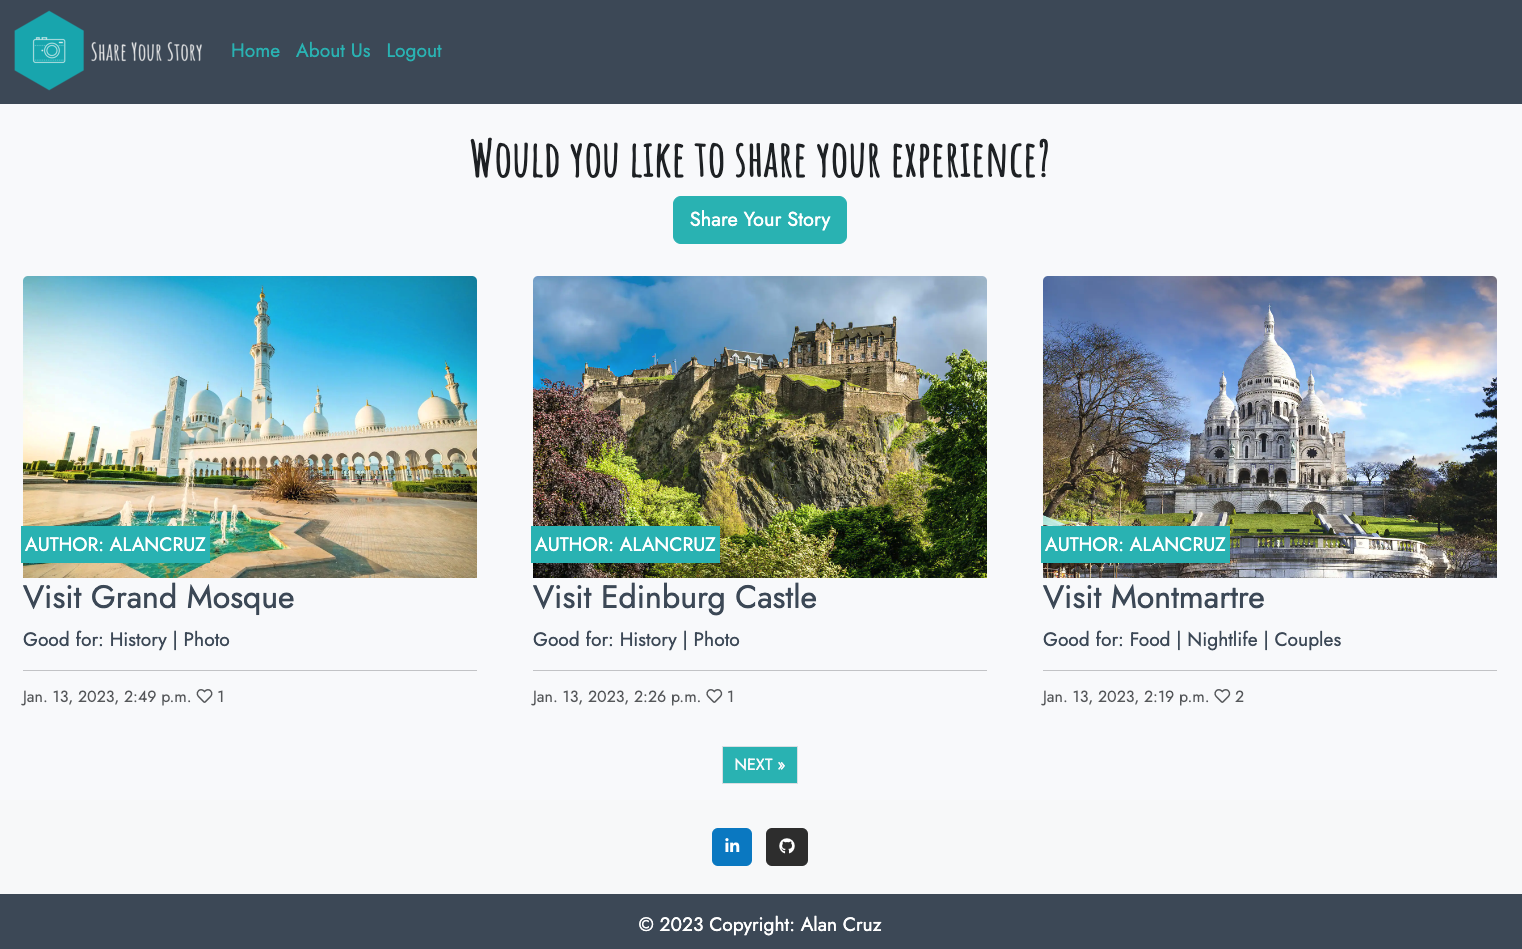 Share Your Story
Home
About Us
Logout
Would you like to share your experience?
Share Your Story
AUTHOR: ALANCRUZ
Visit Grand Mosque
Good for: History | Photo
Jan. 13, 2023, 2:49 p.m. 1
AUTHOR: ALANCRUZ
Visit Edinburg Castle
Good for: History | Photo
Jan. 13, 2023, 2:26 p.m. 1
AUTHOR: ALANCRUZ
Visit Montmartre
Good for: Food | Nightlife | Couples
Jan. 13, 2023, 2:19 p.m. 2
NEXT »
in
© 2023 Copyright: Alan Cruz